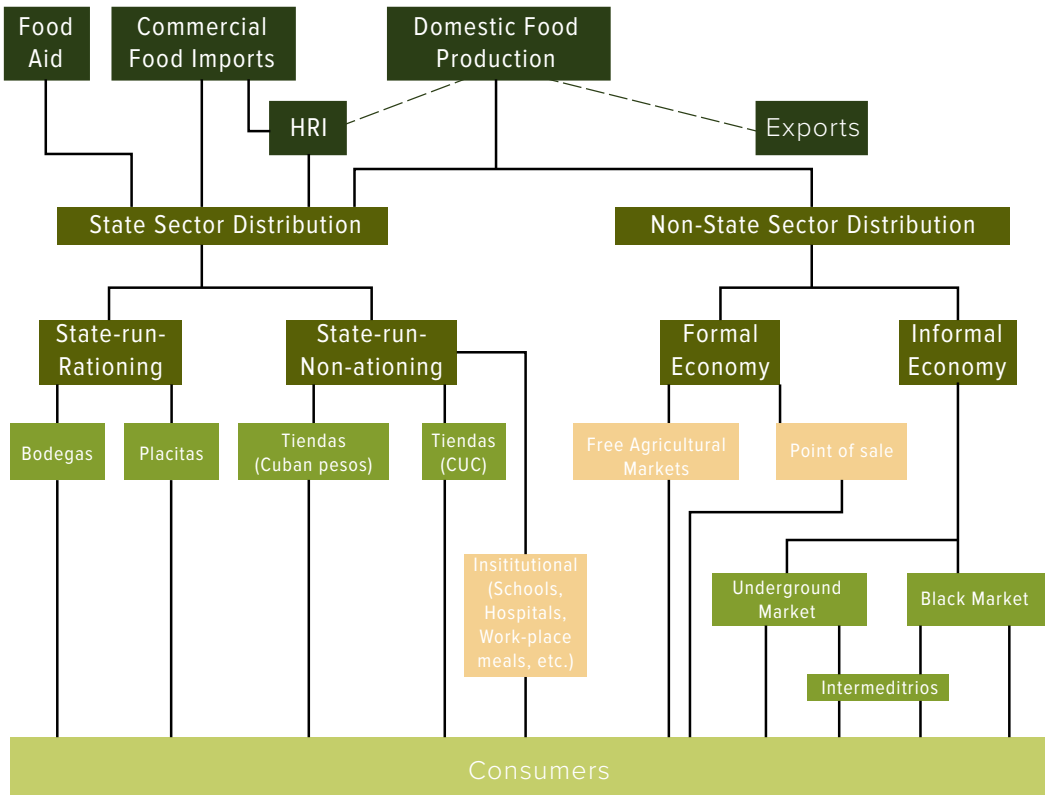 Food
Aid
Commercial
Food Imports
Domestic Food
Production
HRI
Exports
State Sector Distribution
Non-State Sector Distribution
State-run-
Rationing
State-run-
Non-ationing
Formal
Economy
Informal
Economy
Bodegas
Placitas
Tiendas
(Cuban pesos)
Tiendas
(CUC)
Free Agricultural
Markets
Point of sale
Insititutional
(Schools,
Hospitals,
Work-place
meals, etc.)
Underground
Market
Black Market
Intermeditrios
Consumers